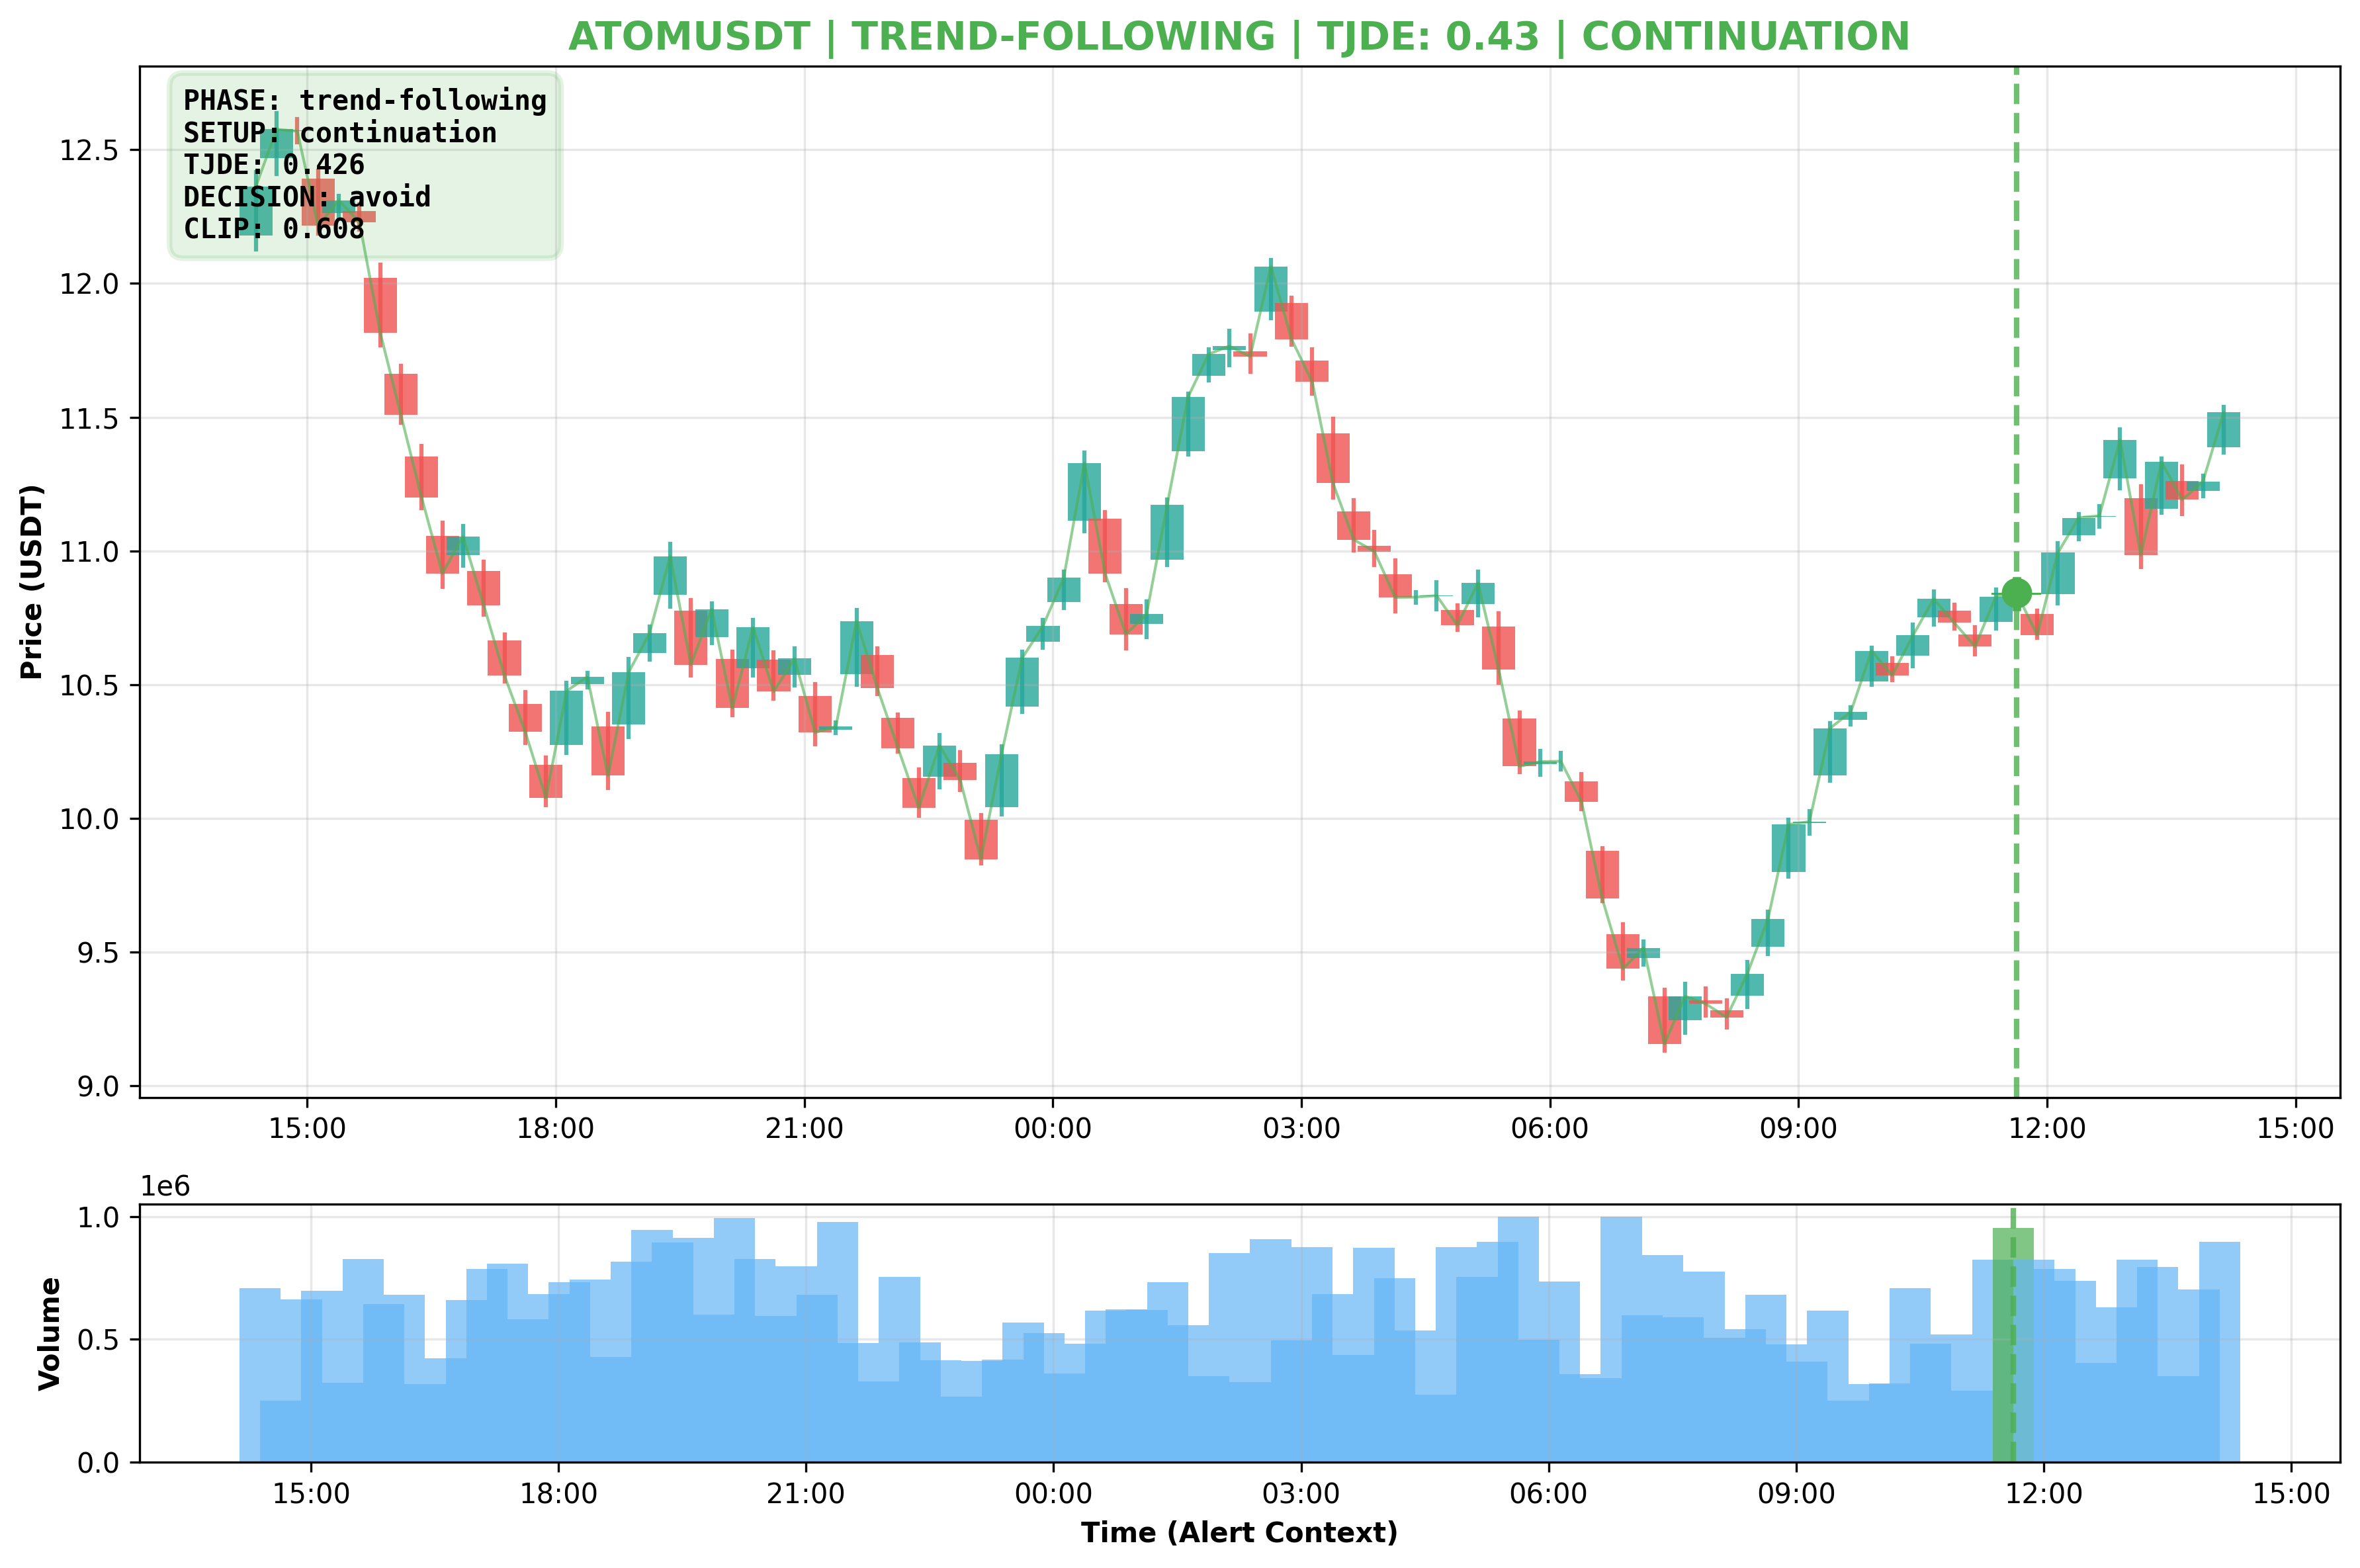 ATOMUSDT | TREND-FOLLOWING | TJDE: 0.43 | CONTINUATION
PHASE: trend-following
SETUP: continuation
TJDE: 0.426
DECISION: avoid
CLIP: 0.608
Price (USDT)
12.5
12.0
11.5
11.0
10.5
10.0
9.5
9.0
15:00 18:00 21:00 00:00 03:00 06:00 09:00 12:00 15:00
1e6
Volume
1.0
0.5
0.0
15:00 18:00 21:00 00:00 03:00 06:00 09:00 12:00 15:00
Time (Alert Context)